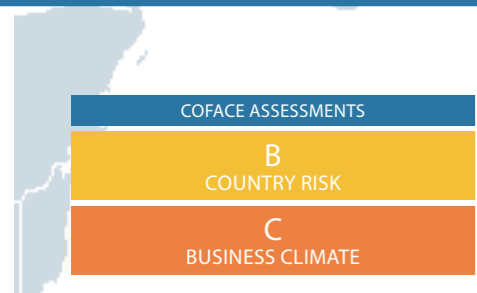 COFACE ASSESSMENTS
B
COUNTRY RISK
C
BUSINESS CLIMATE